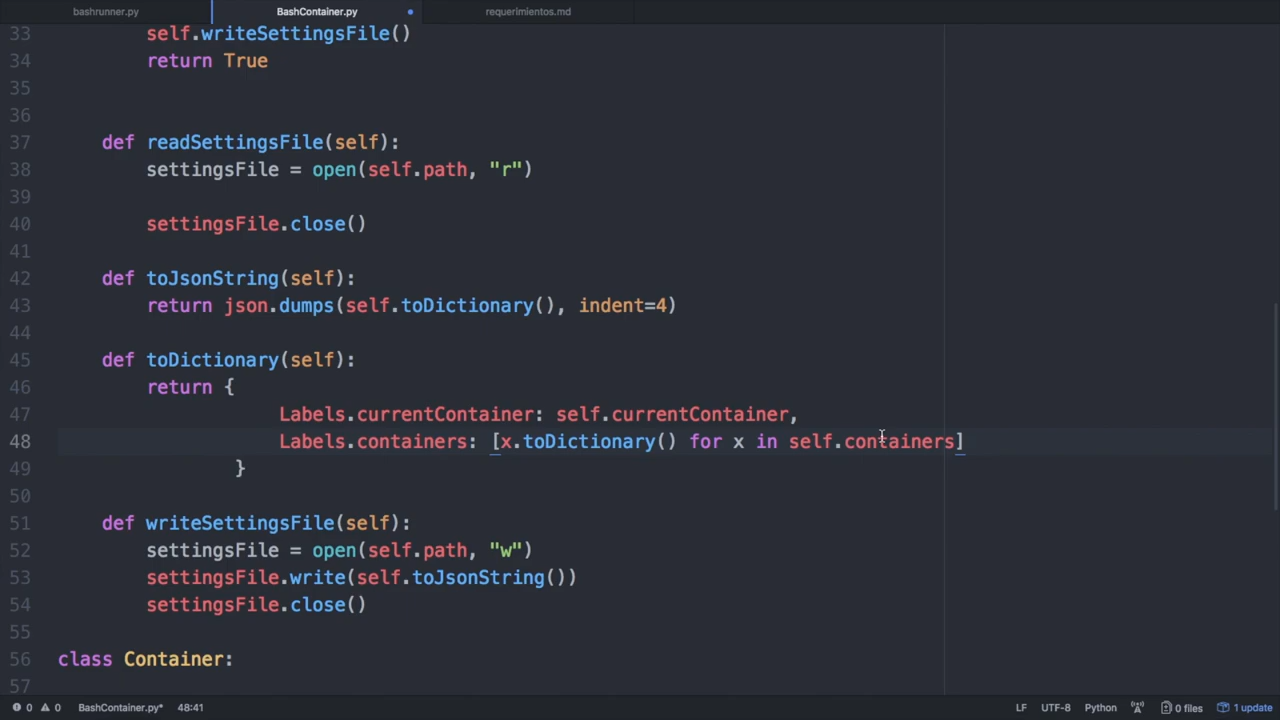 bashrunner.py BashContainer.py requerimientos.md
33 self.writeSettingsFile()
34 return True
35
36
37 def readSettingsFile(self):
38 settingsFile = open(self.path, "r")
39
40 settingsFile.close()
41
42 def toJsonString(self):
43 return json.dumps(self.toDictionary(), indent=4)
44
45 def toDictionary(self):
46 return {
47 Labels.currentContainer: self.currentContainer,
48 Labels.containers: [x.toDictionary() for x in self.containers]
49 }
50
51 def writeSettingsFile(self):
52 settingsFile = open(self.path, "w")
53 settingsFile.write(self.toJsonString())
54 settingsFile.close()
55
56 class Container:
57
0 0 BashContainer.py* 48:41 LF UTF-8 Python 0 files 1 update